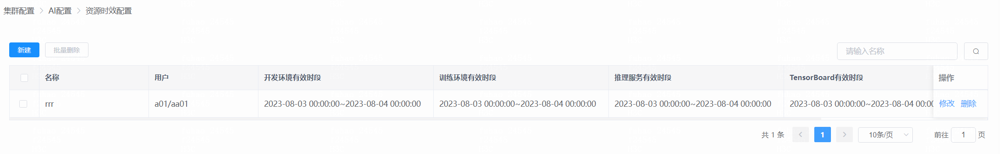 集群配置 > AI配置 > 资源时效配置
新建 批量删除 请输入名称
名称 用户 开发环境有效时段 训练环境有效时段 推理服务有效时段 TensorBoard有效时段 操作
rrr a01/aa01 2023-08-03 00:00:00~2023-08-04 00:00:00 2023-08-03 00:00:00~2023-08-04 00:00:00 2023-08-03 00:00:00~2023-08-04 00:00:00 2023-08-03 00:00:00~2023-08-04 00:00 修改 删除
共 1 条 < 1 > 10条/页 前往 1 页